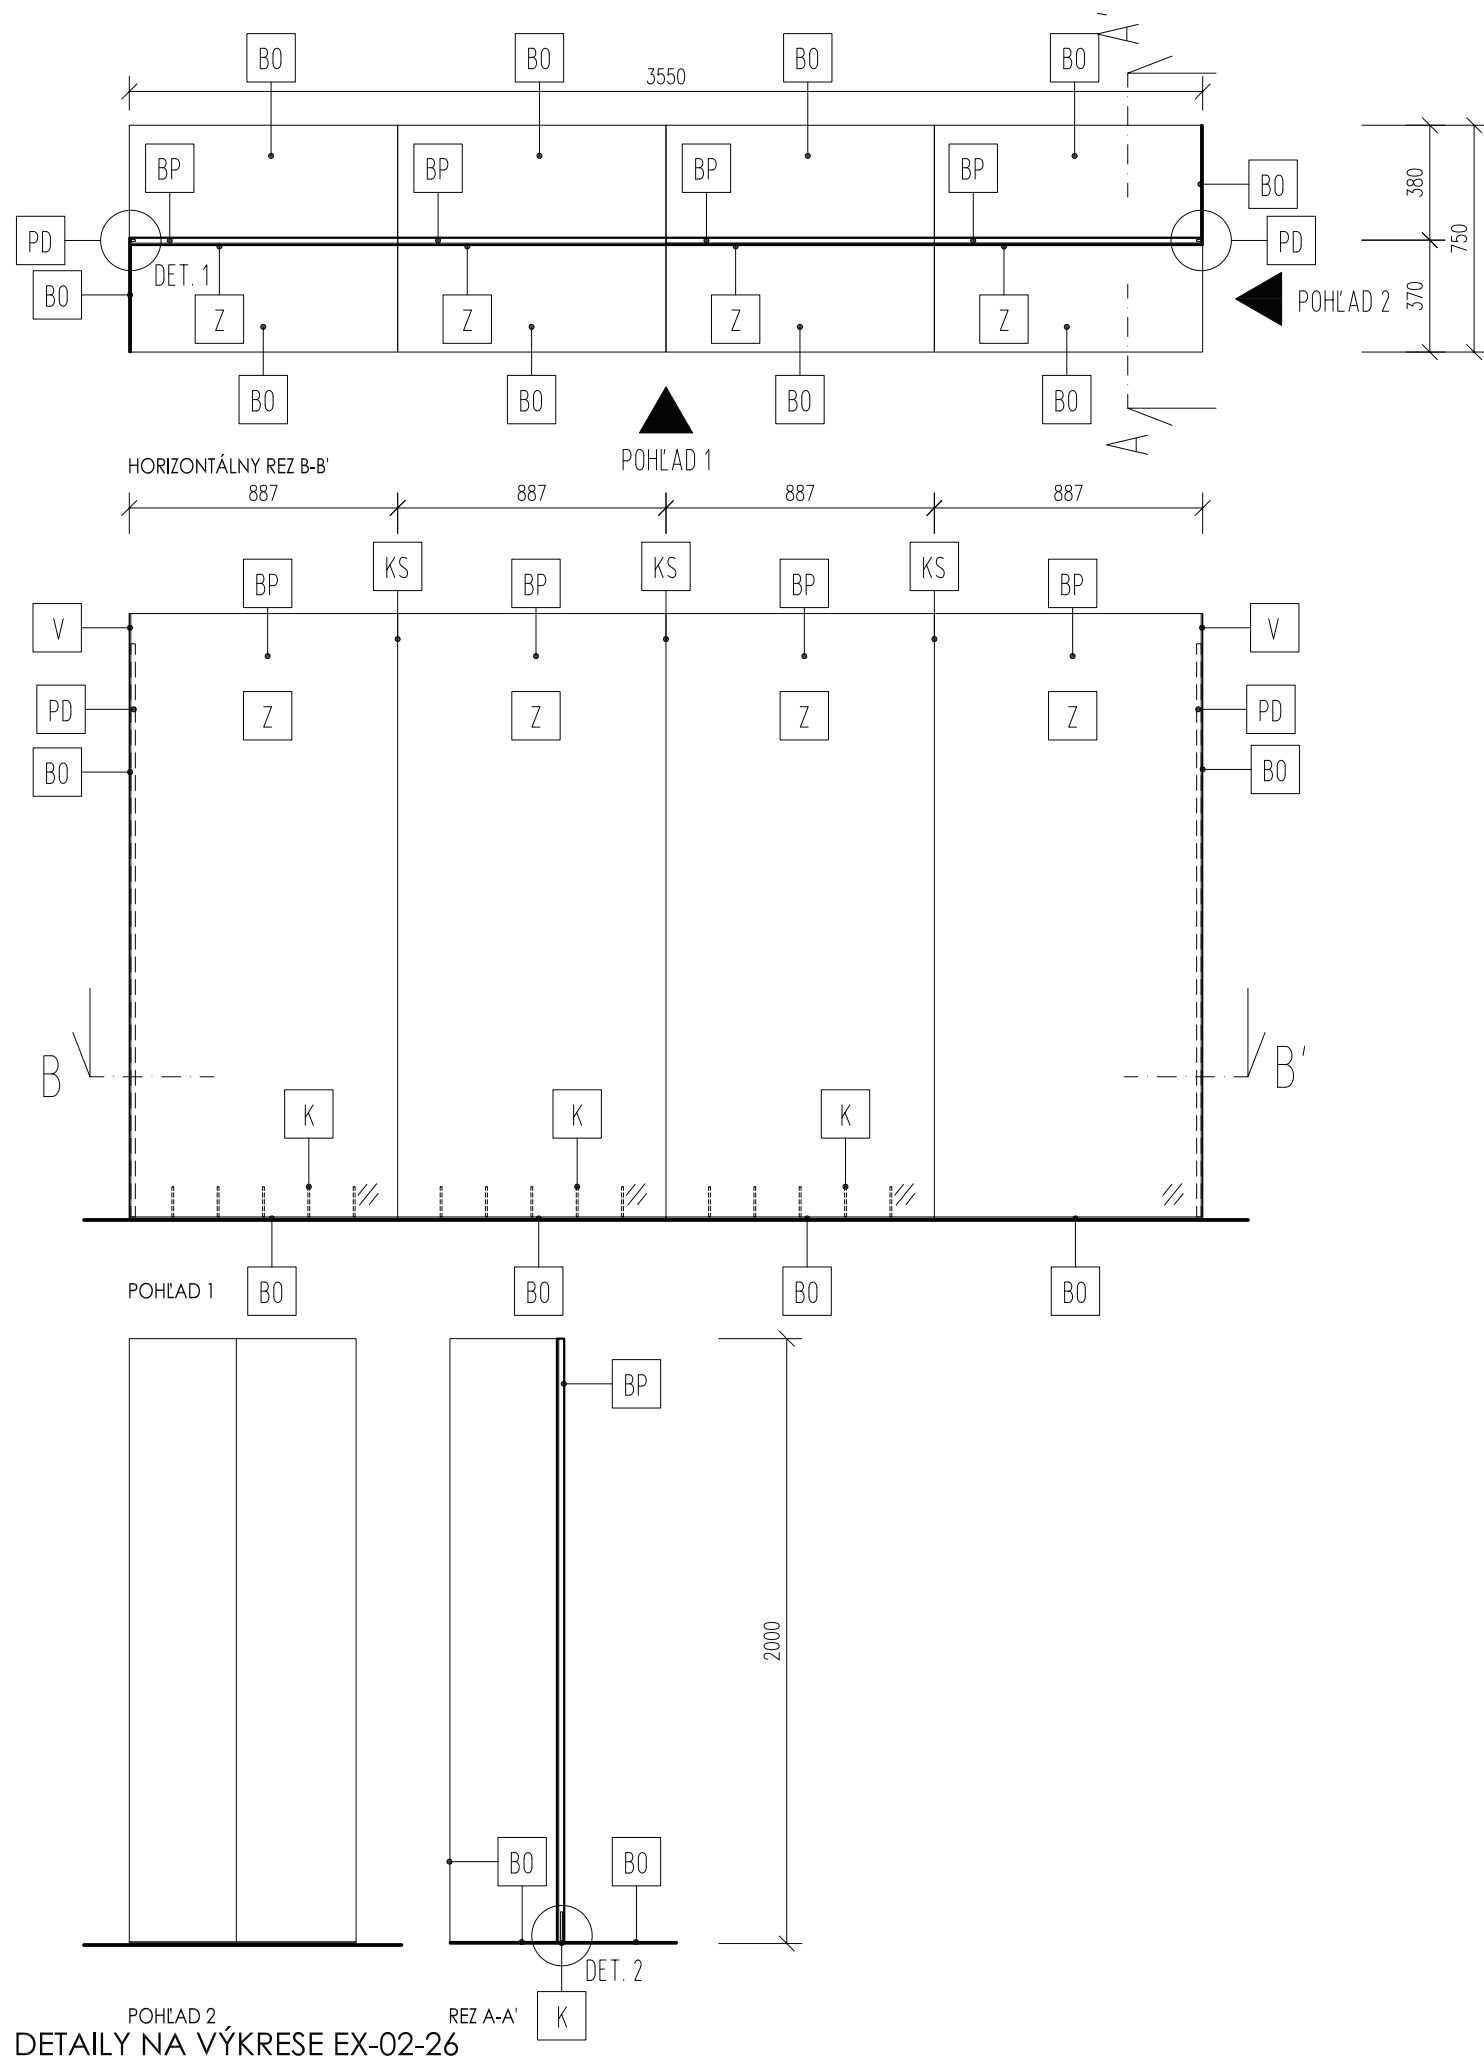 A'
BO BO BO BO
3550
BP BP BP BP
BO
380
PD PD
750
DET. 1
BO
Z Z Z Z
POHĽAD 2
370
BO BO BO BO
A
POHĽAD 1
HORIZONTÁLNY REZ B-B'
887 887 887 887
KS KS KS
BP BP BP BP
V V
PD Z Z Z Z PD
BO BO
B B'
K K K
POHĽAD 1
BO BO BO BO
BP
2000
BO BO
DET. 2
POHĽAD 2
REZ A-A'
K
DETAILY NA VÝKRESE EX-02-26